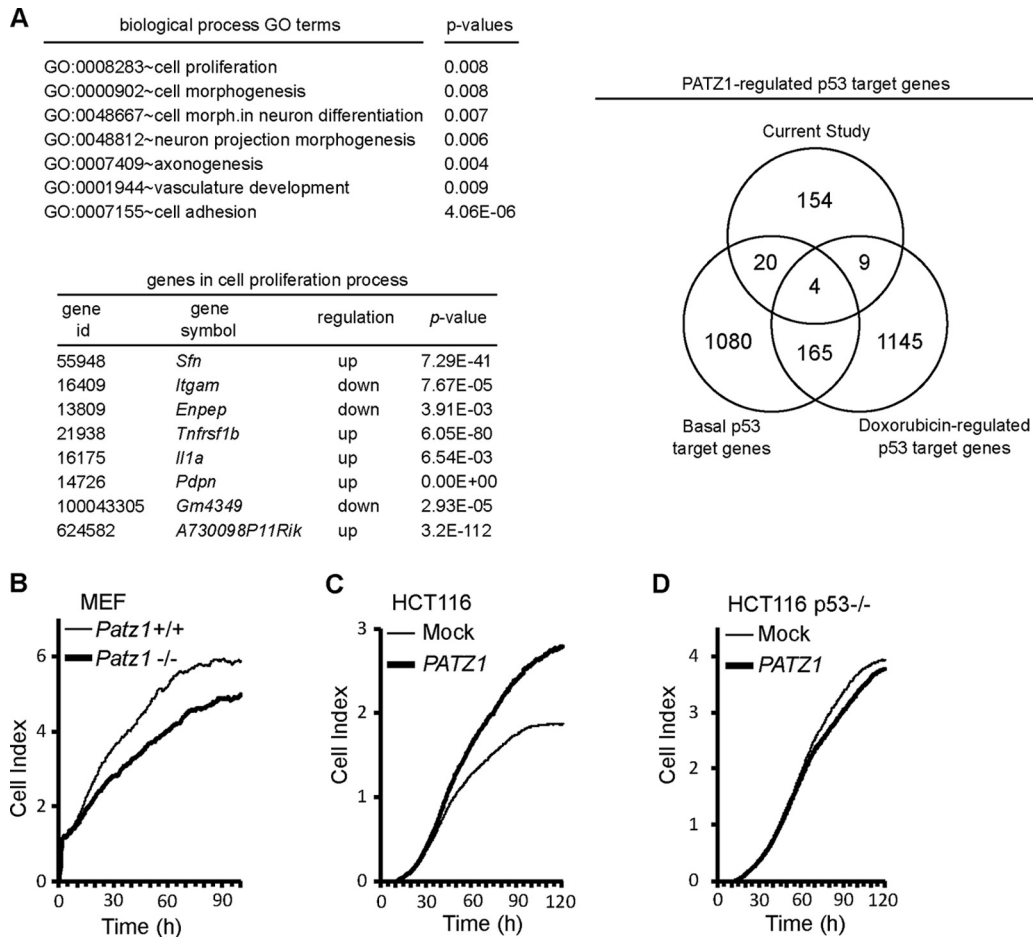 A
biological process GO terms p-values
GO:0008283~cell proliferation 0.008
GO:0000902~cell morphogenesis 0.008
GO:0048667~cell morph.in neuron differentiation 0.007
GO:0048812~neuron projection morphogenesis 0.006
GO:0007409~axonogenesis 0.004
GO:0001944~vasculature development 0.009
GO:0007155~cell adhesion 4.06E-06
genes in cell proliferation process
gene id gene symbol regulation p-value
55948 Sfn up 7.29E-41
16409 Itgam down 7.67E-05
13809 Enpep down 3.91E-03
21938 Tnfrsf1b up 6.05E-80
16175 Il1a up 6.54E-03
14726 Pdpn up 0.00E+00
100043305 Gm4349 down 2.93E-05
624582 A730098P11Rik up 3.2E-112
PATZ1-regulated p53 target genes
Current Study
154
20 9
4
1080 165 1145
Basal p53
target genes
Doxorubicin-regulated
p53 target genes
B
MEF
Patz1+/+
Patz1 -/-
Cell Index
6
4
2
0
0 30 60 90
Time (h)
C
HCT116
Mock
PATZ1
Cell Index
3
2
1
0
0 30 60 90 120
Time (h)
D
HCT116 p53-/-
Mock
PATZ1
Cell Index
4
3
2
1
0
0 30 60 90 120
Time (h)